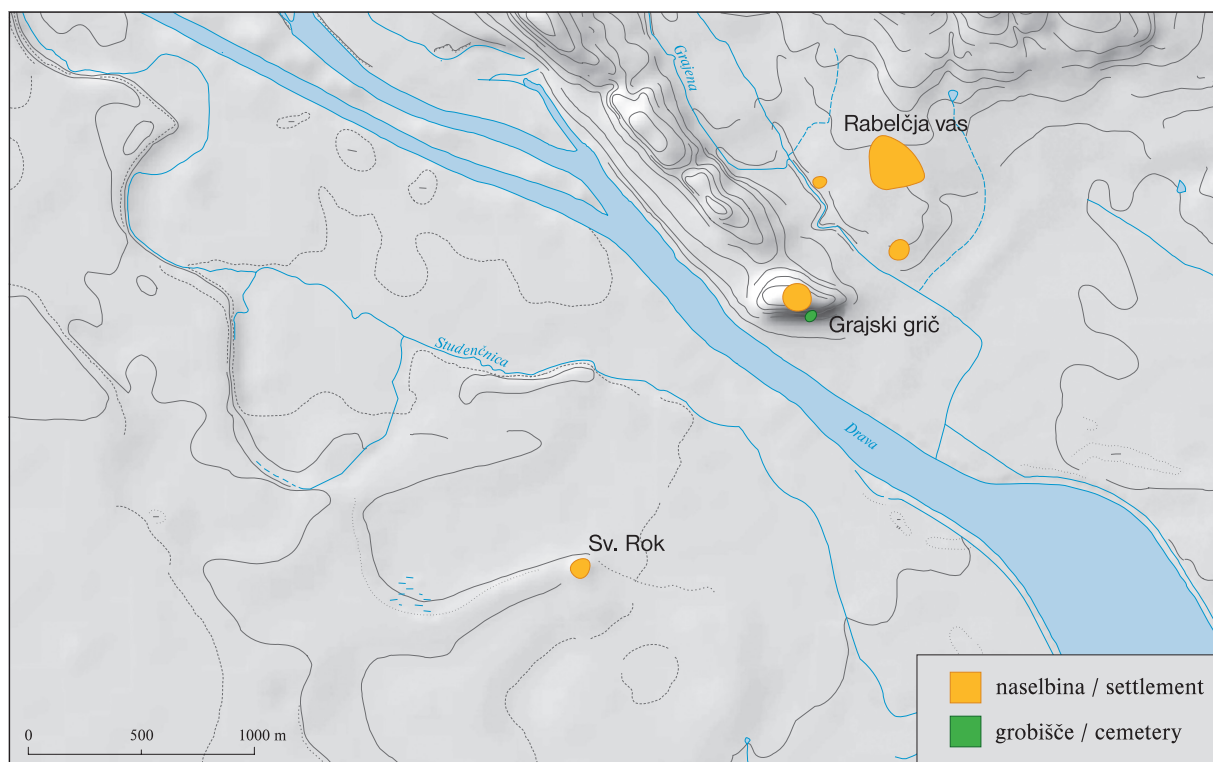 Grajena
Rabelčja vas
Grajski grič
Studenčnica
Drava
Sv. Rok
naselbina / settlement
grobišče / cemetery
0 500 1000 m